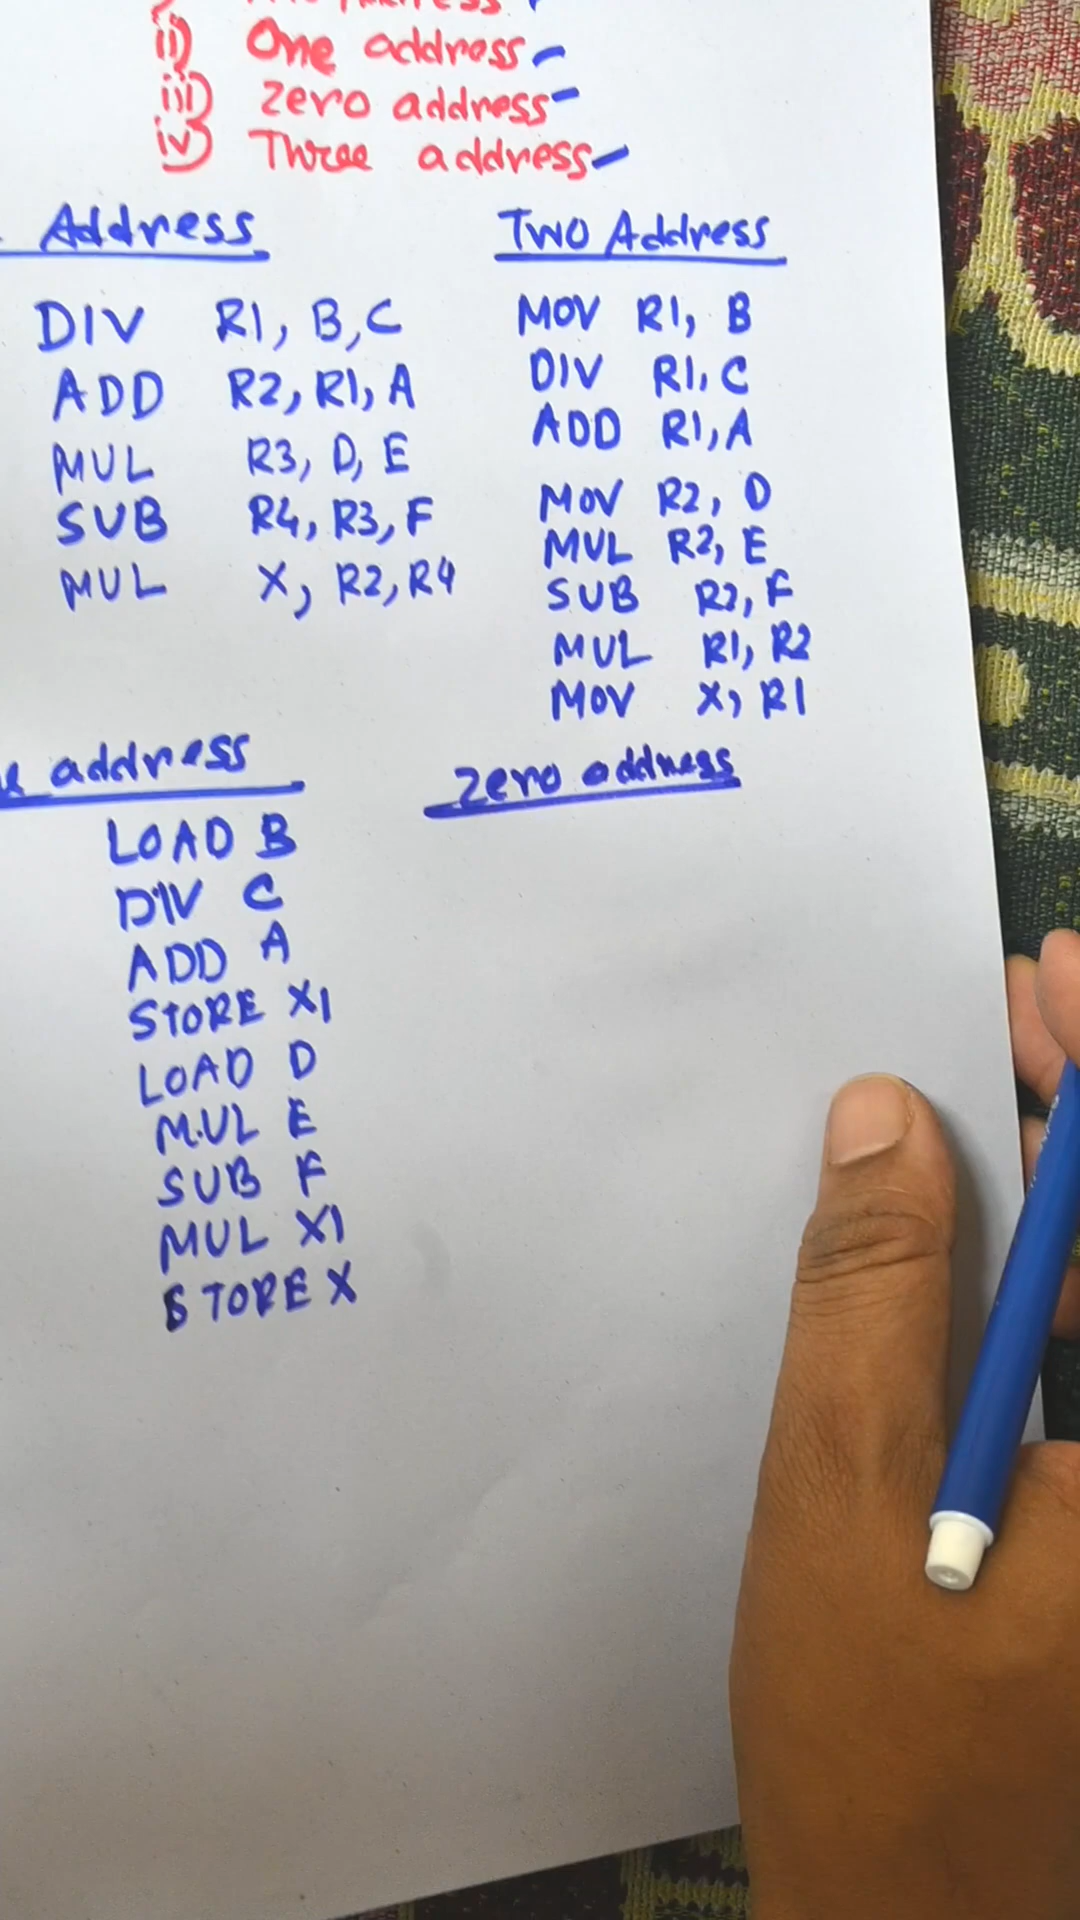 ii) One address
iii) zero address
iv) Three address
Address
DIV R1, B, C
ADD R2, R1, A
MUL R3, D, E
SUB R4, R3, F
MUL X, R2, R4
Two Address
MOV R1, B
DIV R1, C
ADD R1, A
MOV R2, D
MUL R2, E
SUB R2, F
MUL R1, R2
MOV X, R1
address
LOAD B
DIV C
ADD A
STORE X1
LOAD D
MUL E
SUB F
MUL X1
STORE X
zero address